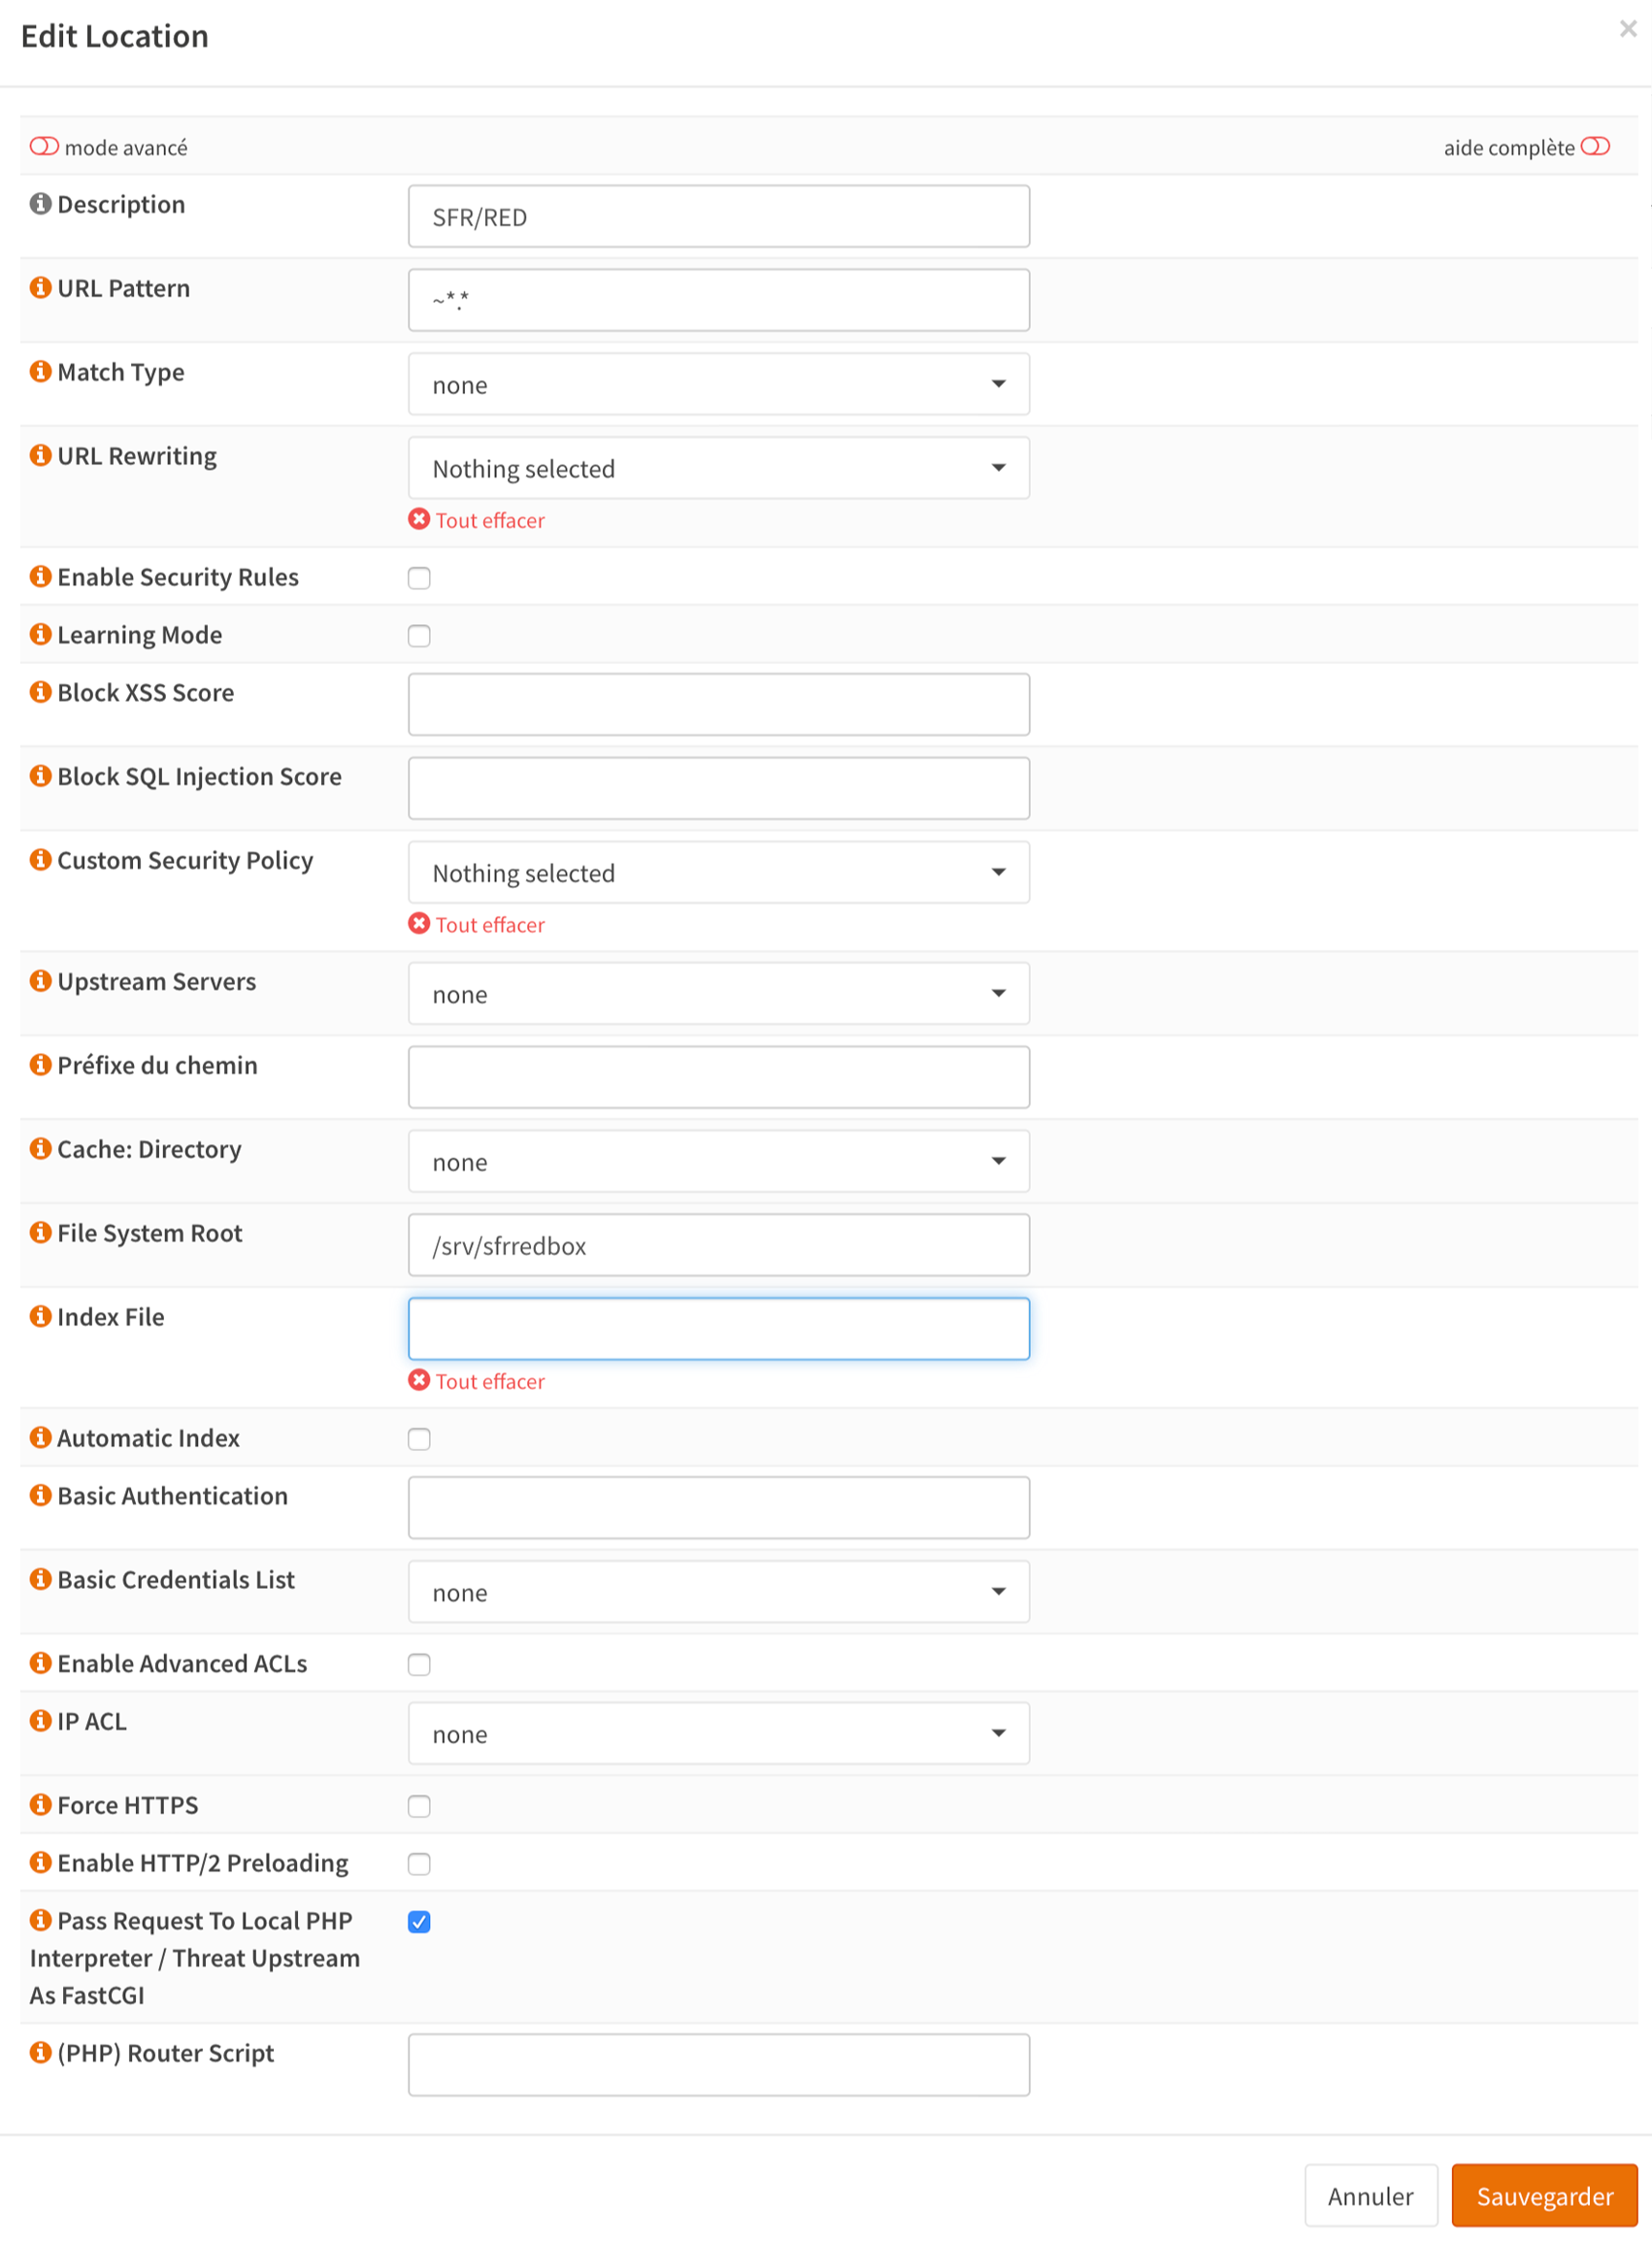 Edit Location
×
mode avancé
aide complète
Description
SFR/RED
URL Pattern
~*.*
Match Type
none
URL Rewriting
Nothing selected
Tout effacer
Enable Security Rules
Learning Mode
Block XSS Score
Block SQL Injection Score
Custom Security Policy
Nothing selected
Tout effacer
Upstream Servers
none
Préfixe du chemin
Cache: Directory
none
File System Root
/srv/sfrredbox
Index File
Tout effacer
Automatic Index
Basic Authentication
Basic Credentials List
none
Enable Advanced ACLs
IP ACL
none
Force HTTPS
Enable HTTP/2 Preloading
Pass Request To Local PHP
Interpreter / Threat Upstream
As FastCGI
(PHP) Router Script
Annuler
Sauvegarder